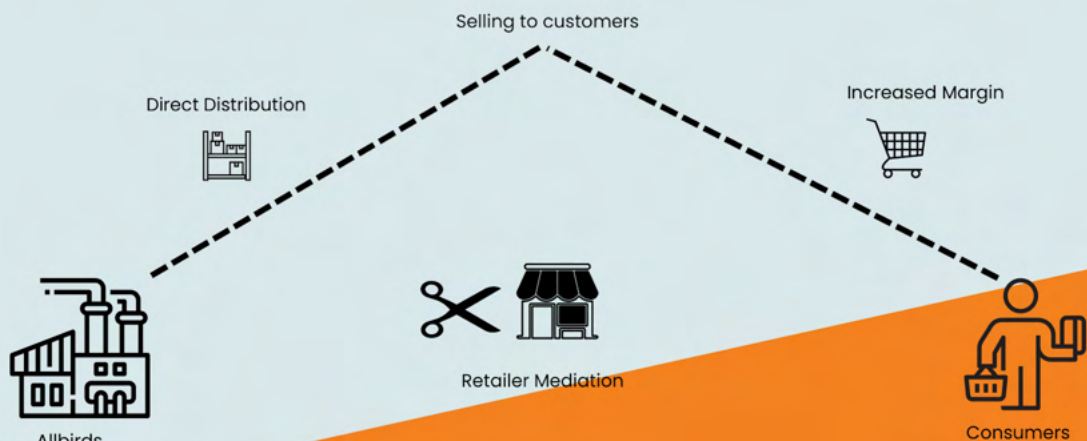 Selling to customers
Direct Distribution
Increased Margin
Retailer Mediation
Allbirds
Consumers